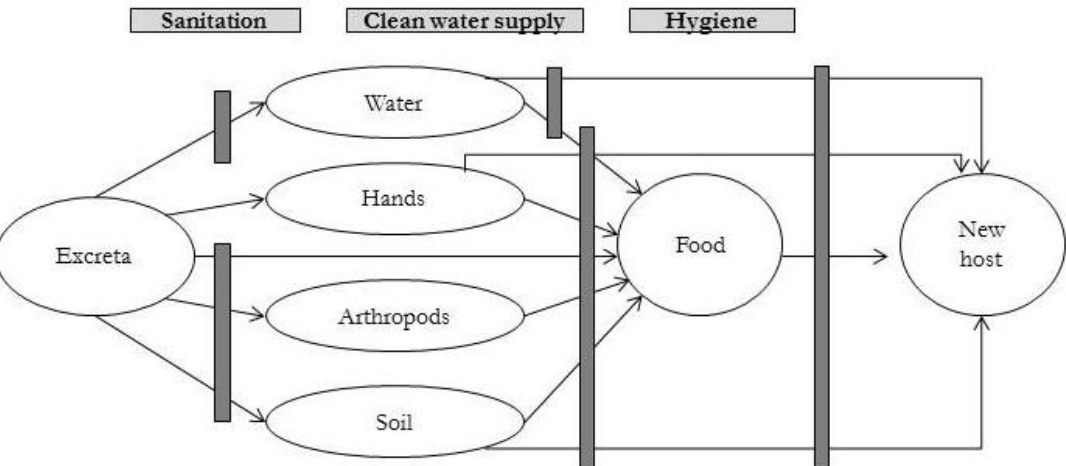 Sanitation
Clean water supply
Hygiene
Water
Hands
Excreta
Food
New
host
Arthropods
Soil